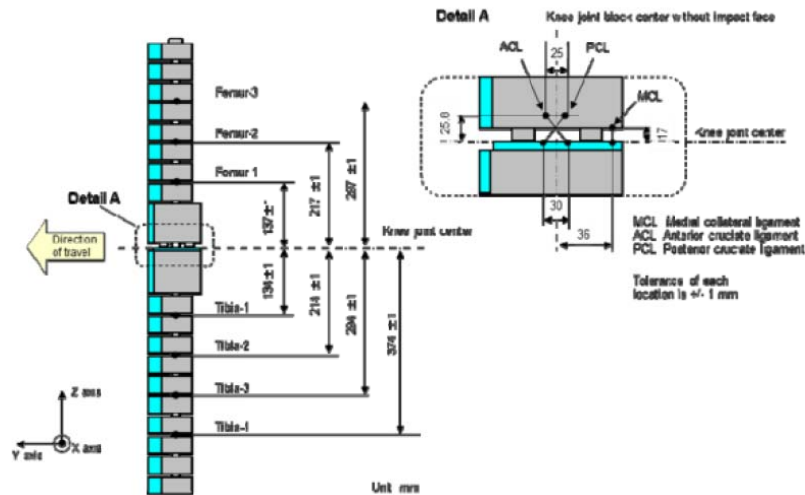 Detail A
Knee joint block center without impact face
ACL
25
PCL
MCL
25.8
17
Knee joint center
30
36
MCL Medial collateral ligament
ACL Anterior cruciate ligament
PCL Posterior cruciate ligament
Tolerance of each
location is +/- 1 mm
Femur-3
Femur-2
Femur 1
Detail A
Direction
of travel
217 ±1
Knee joint center
134±1
214 ±1
294 ±1
374 ±1
Tibia-1
Tibia-2
Tibia-3
Tibia-1
Z axis
Y axis
X axis
Unit mm